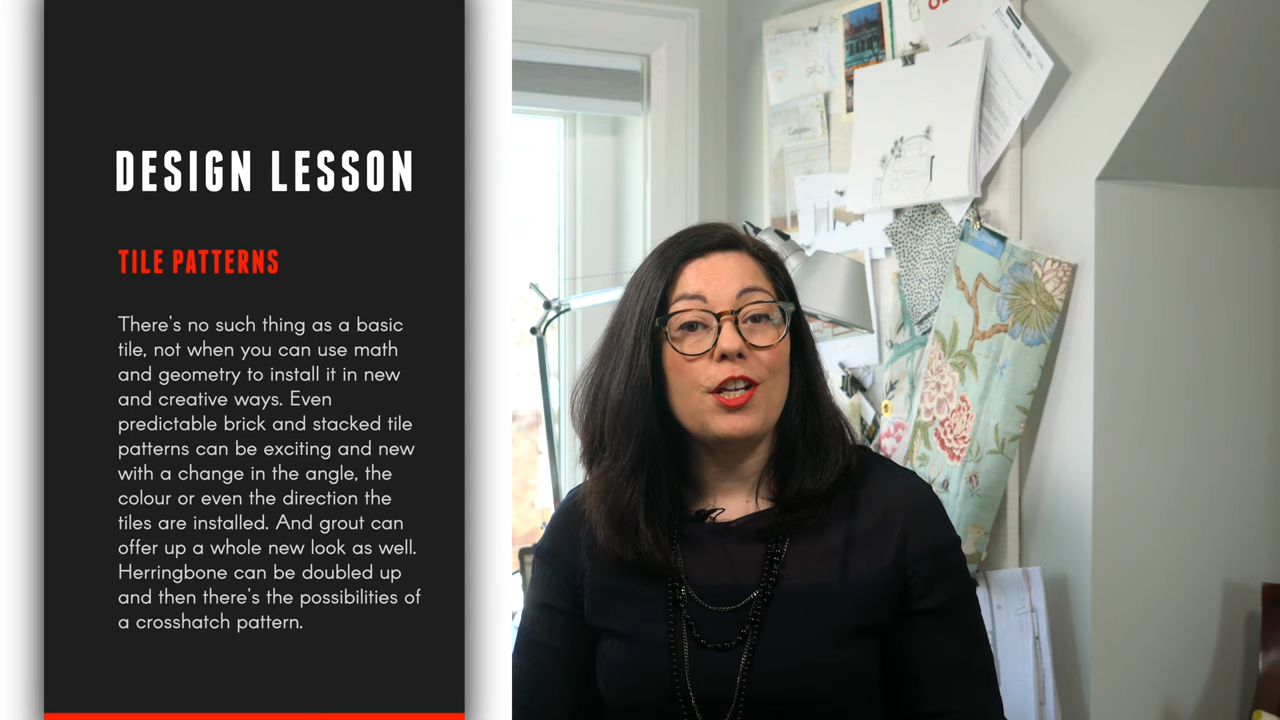 DESIGN LESSON
TILE PATTERNS
There's no such thing as a basic
tile, not when you can use math
and geometry to install it in new
and creative ways. Even
predictable brick and stacked tile
patterns can be exciting and new
with a change in the angle, the
colour or even the direction the
tiles are installed. And grout can
offer up a whole new look as well.
Herringbone can be doubled up
and then there's the possibilities of
a crosshatch pattern.